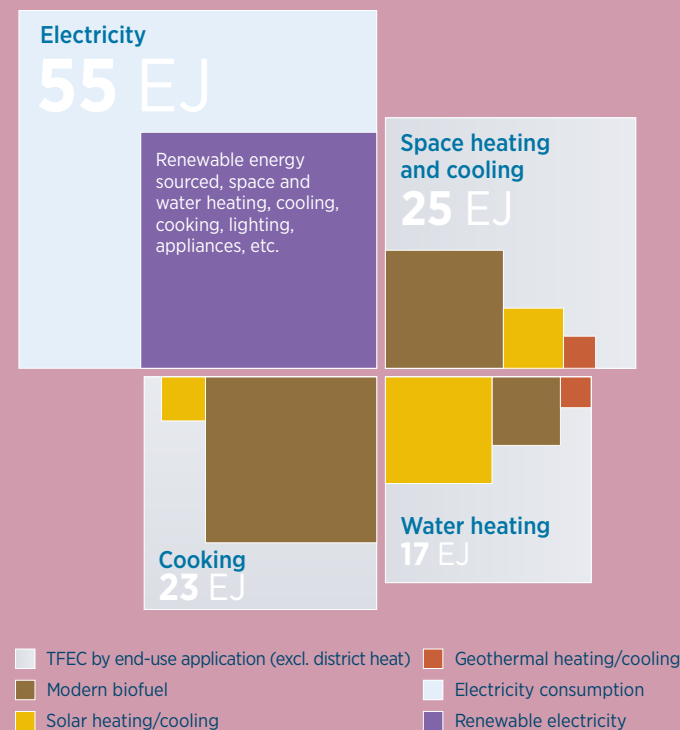 Electricity
55 EJ
Renewable energy
sourced, space and
water heating, cooling,
cooking, lighting,
appliances, etc.
Space heating
and cooling
25 EJ
Cooking
23 EJ
Water heating
17 EJ
TFEC by end-use application (excl. district heat)
Modern biofuel
Solar heating/cooling
Geothermal heating/cooling
Electricity consumption
Renewable electricity